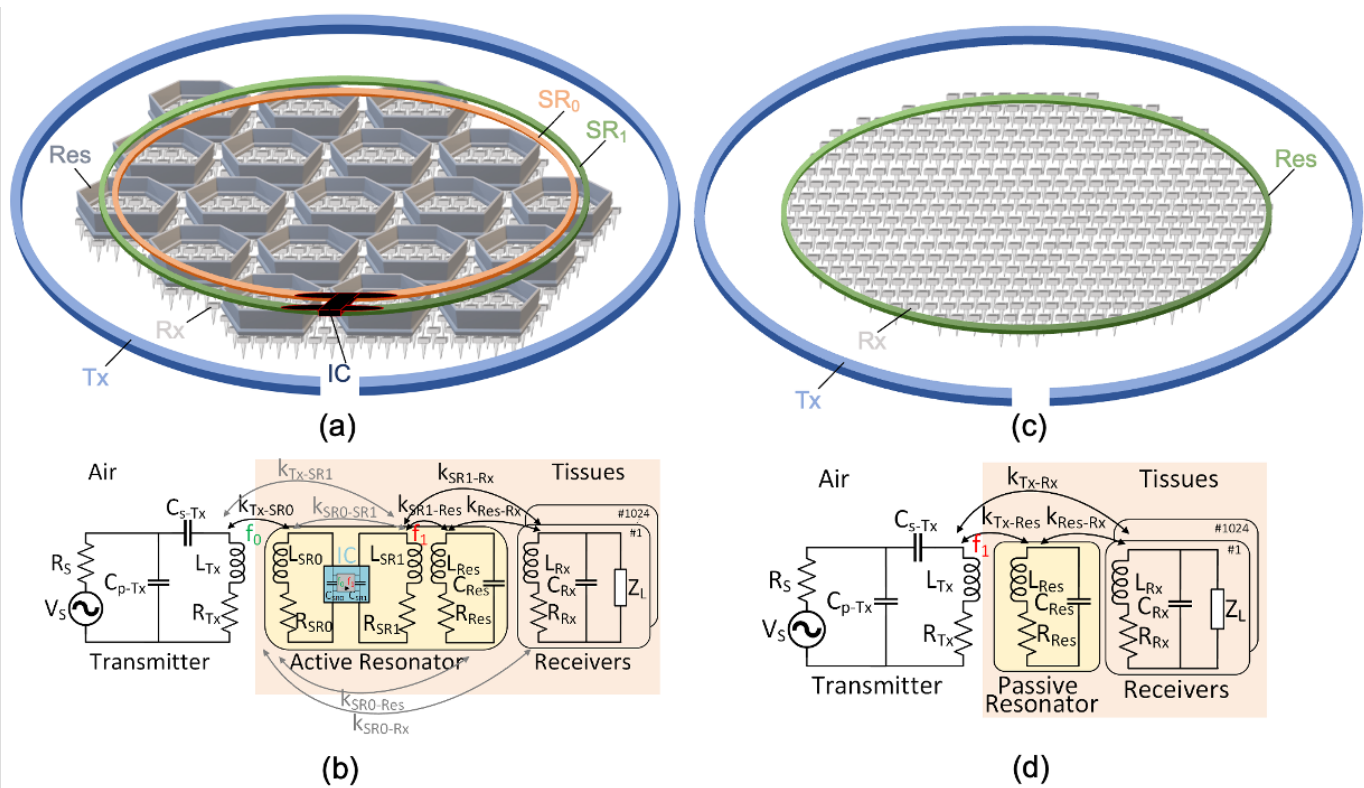 SR0
SR1
Res
Rx
Tx
IC
(a)
Res
Rx
Tx
(c)
Air
Tissues
kTx-SR1
kSR1-Rx
kTx-SR0
kSR0-SR1
kSR1-Res
kRes-Rx
Cs-Tx
f0
f1
#1024
#1
RS
VS
Cp-Tx
LTx
RTx
LSR0
RSR0
IC
LSR1
RSR1
LRes
CRes
RRes
LRx
CRx
RRx
ZL
Transmitter
Active Resonator
Receivers
kSR0-Res
kSR0-Rx
(b)
Air
Tissues
kTx-Rx
kTx-Res
kRes-Rx
Cs-Tx
f1
#1024
#1
RS
VS
Cp-Tx
LTx
RTx
LRes
CRes
RRes
LRx
CRx
RRx
ZL
Transmitter
Passive
Resonator
Receivers
(d)